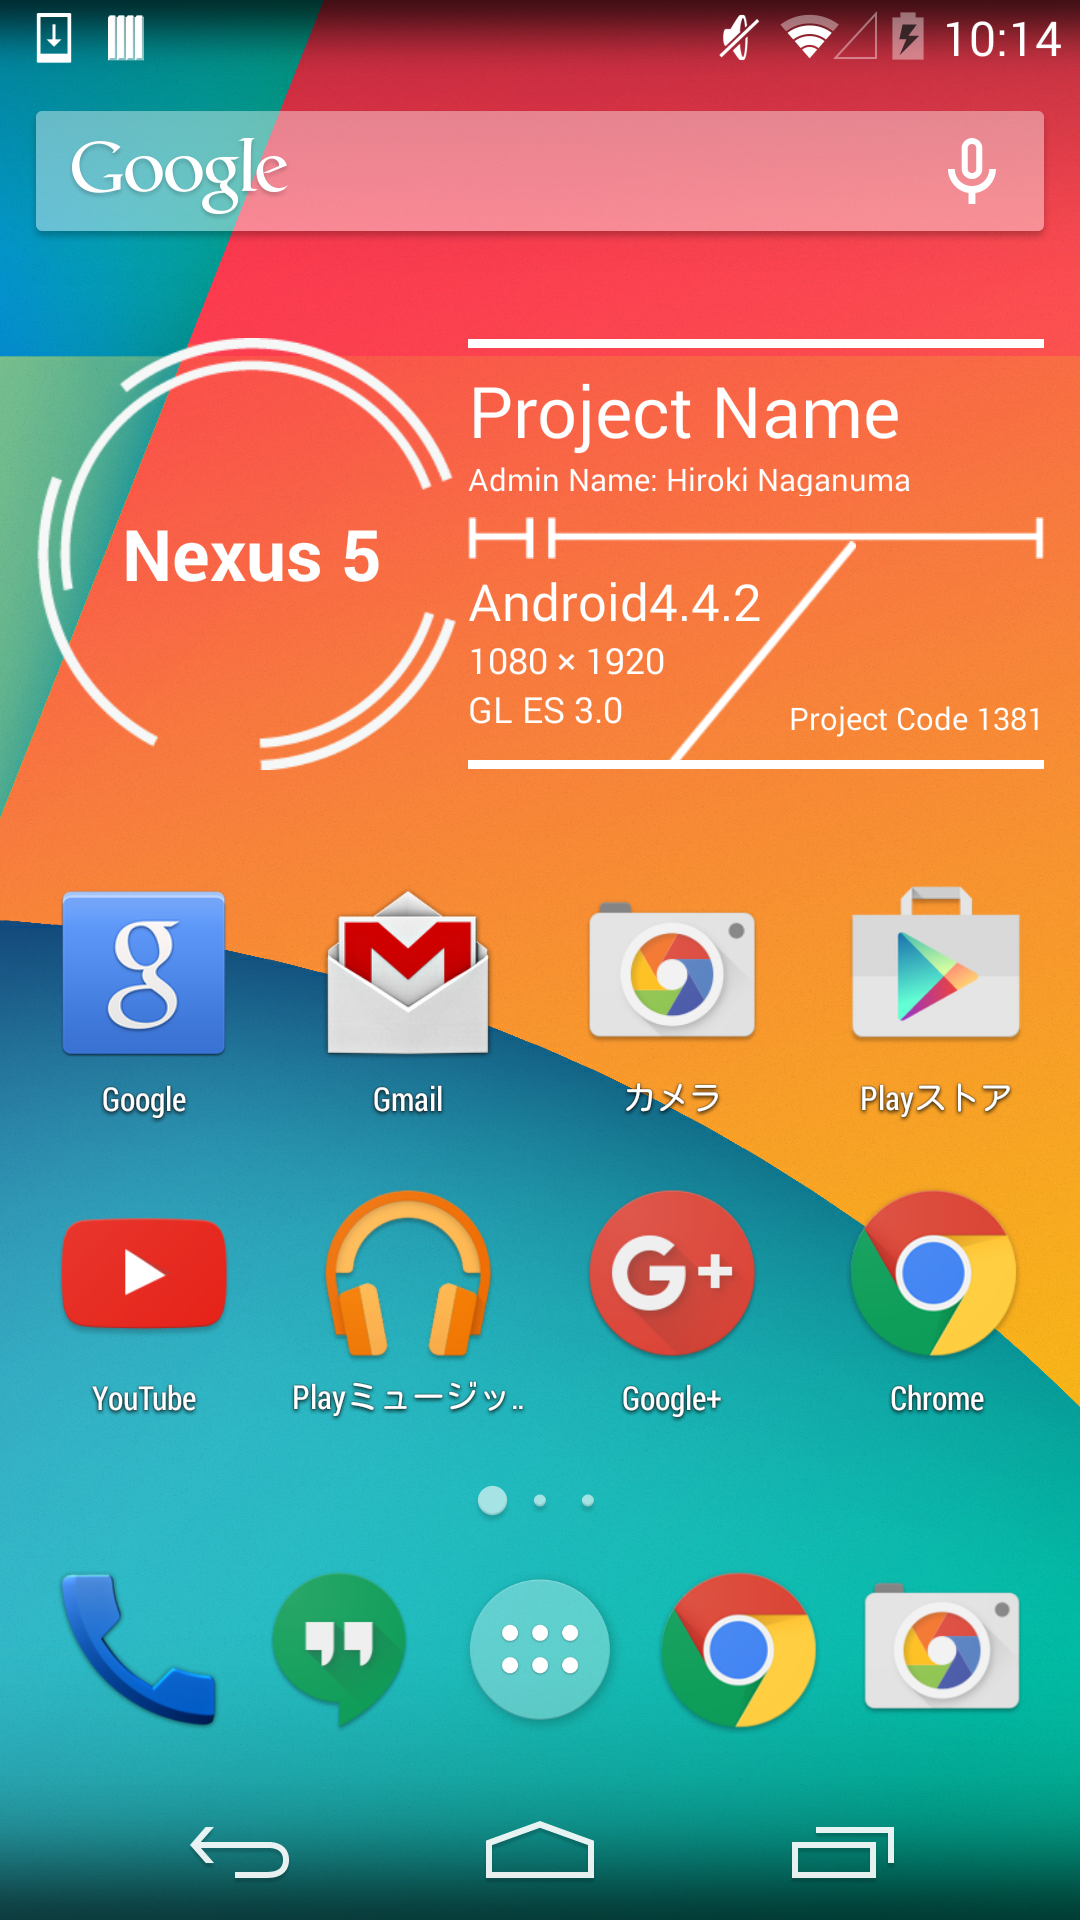 10:14
Google
Project Name
Admin Name: Hiroki Naganuma
Nexus 5
Android4.4.2
1080 × 1920
GL ES 3.0
Project Code 1381
Google
Gmail
カメラ
Playストア
YouTube
Playミュージッ..
Google+
Chrome